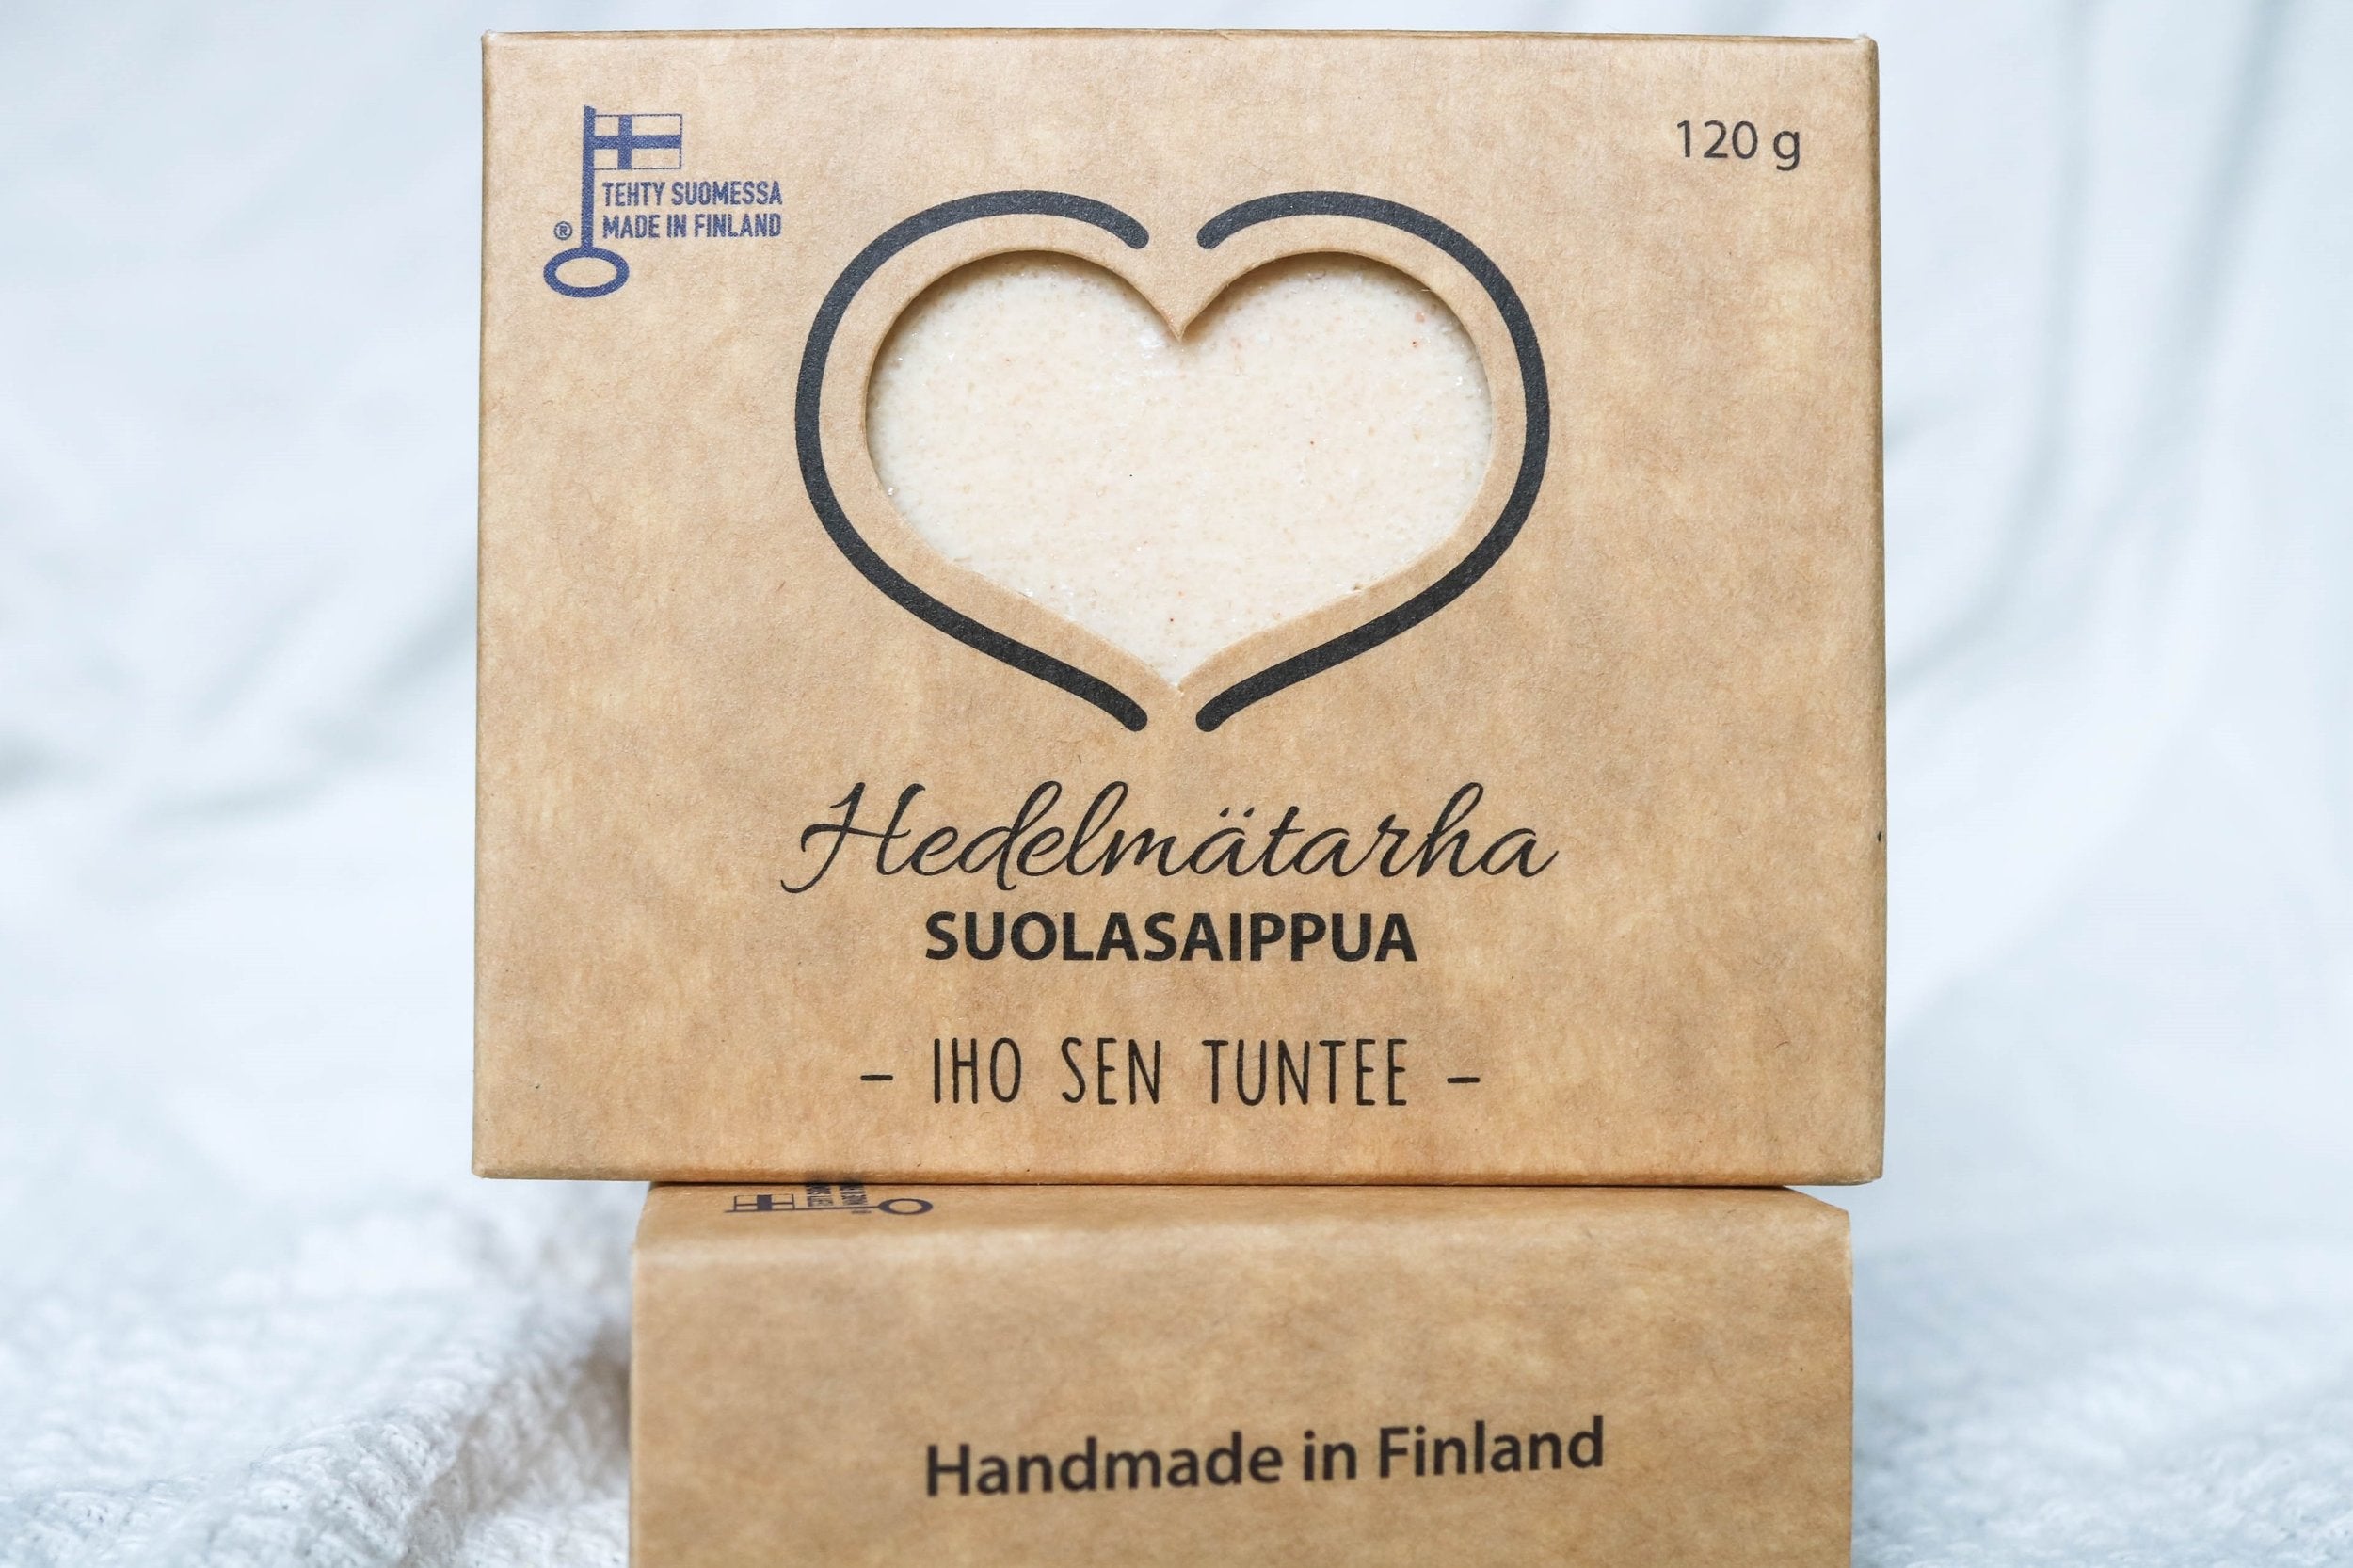 TEHTY SUOMESSA
® MADE IN FINLAND
120 g
Hedelmätarha
SUOLASAIPPUA
– IHO SEN TUNTEE –
Handmade in Finland